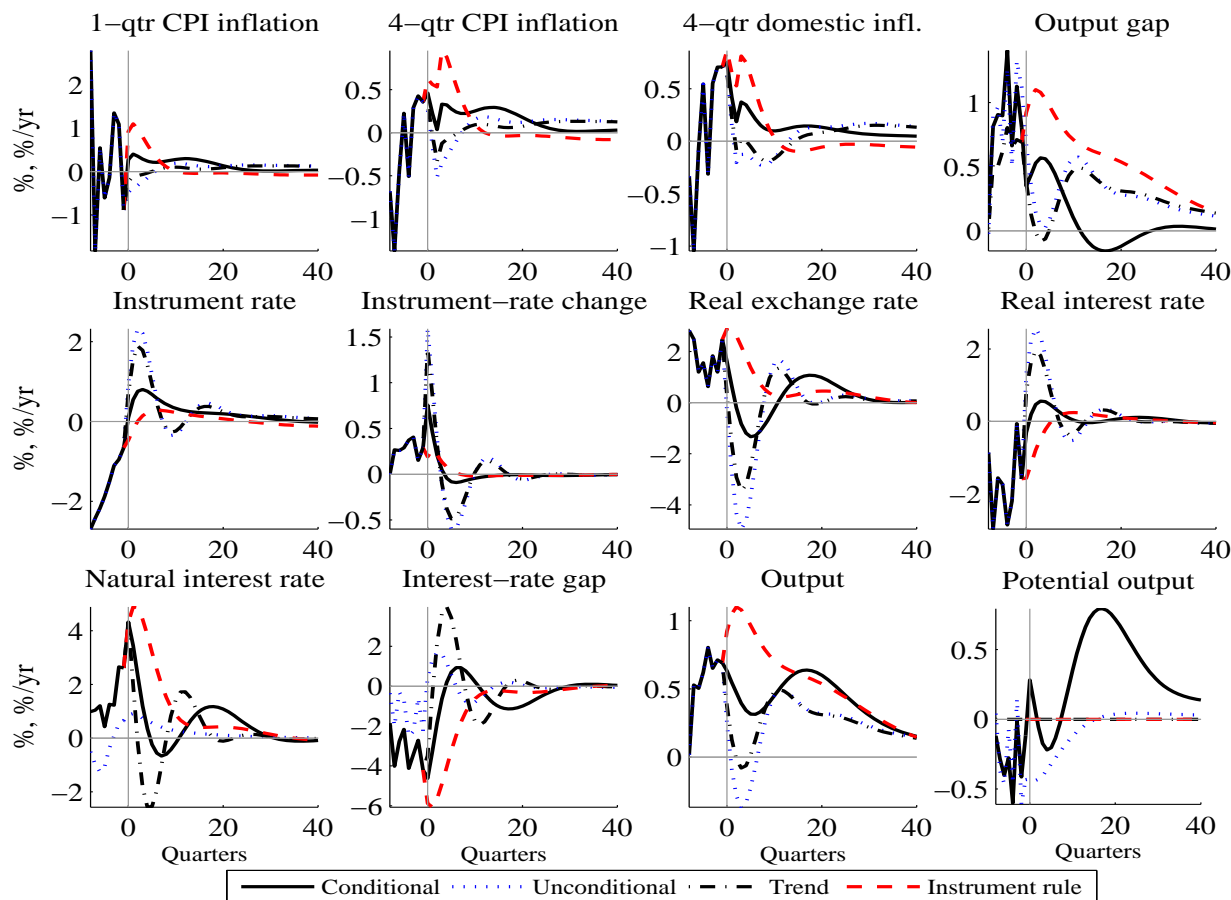 1−qtr CPI inflation 4−qtr CPI inflation 4−qtr domestic infl. Output gap
%, %/yr
2
1
0
−1
0 20 40
0.5
0
−0.5
−1
0 20 40
0.5
0
−0.5
−1
0 20 40
1
0.5
0
0 20 40
Instrument rate Instrument−rate change Real exchange rate Real interest rate
%, %/yr
2
0
−2
0 20 40
1.5
1
0.5
0
−0.5
0 20 40
2
0
−2
−4
0 20 40
2
0
−2
0 20 40
Natural interest rate Interest−rate gap Output Potential output
%, %/yr
4
2
0
−2
0 20 40
Quarters
2
0
−2
−4
−6
0 20 40
Quarters
1
0.5
0
0 20 40
Quarters
0.5
0
−0.5
0 20 40
Quarters
Conditional Unconditional Trend Instrument rule